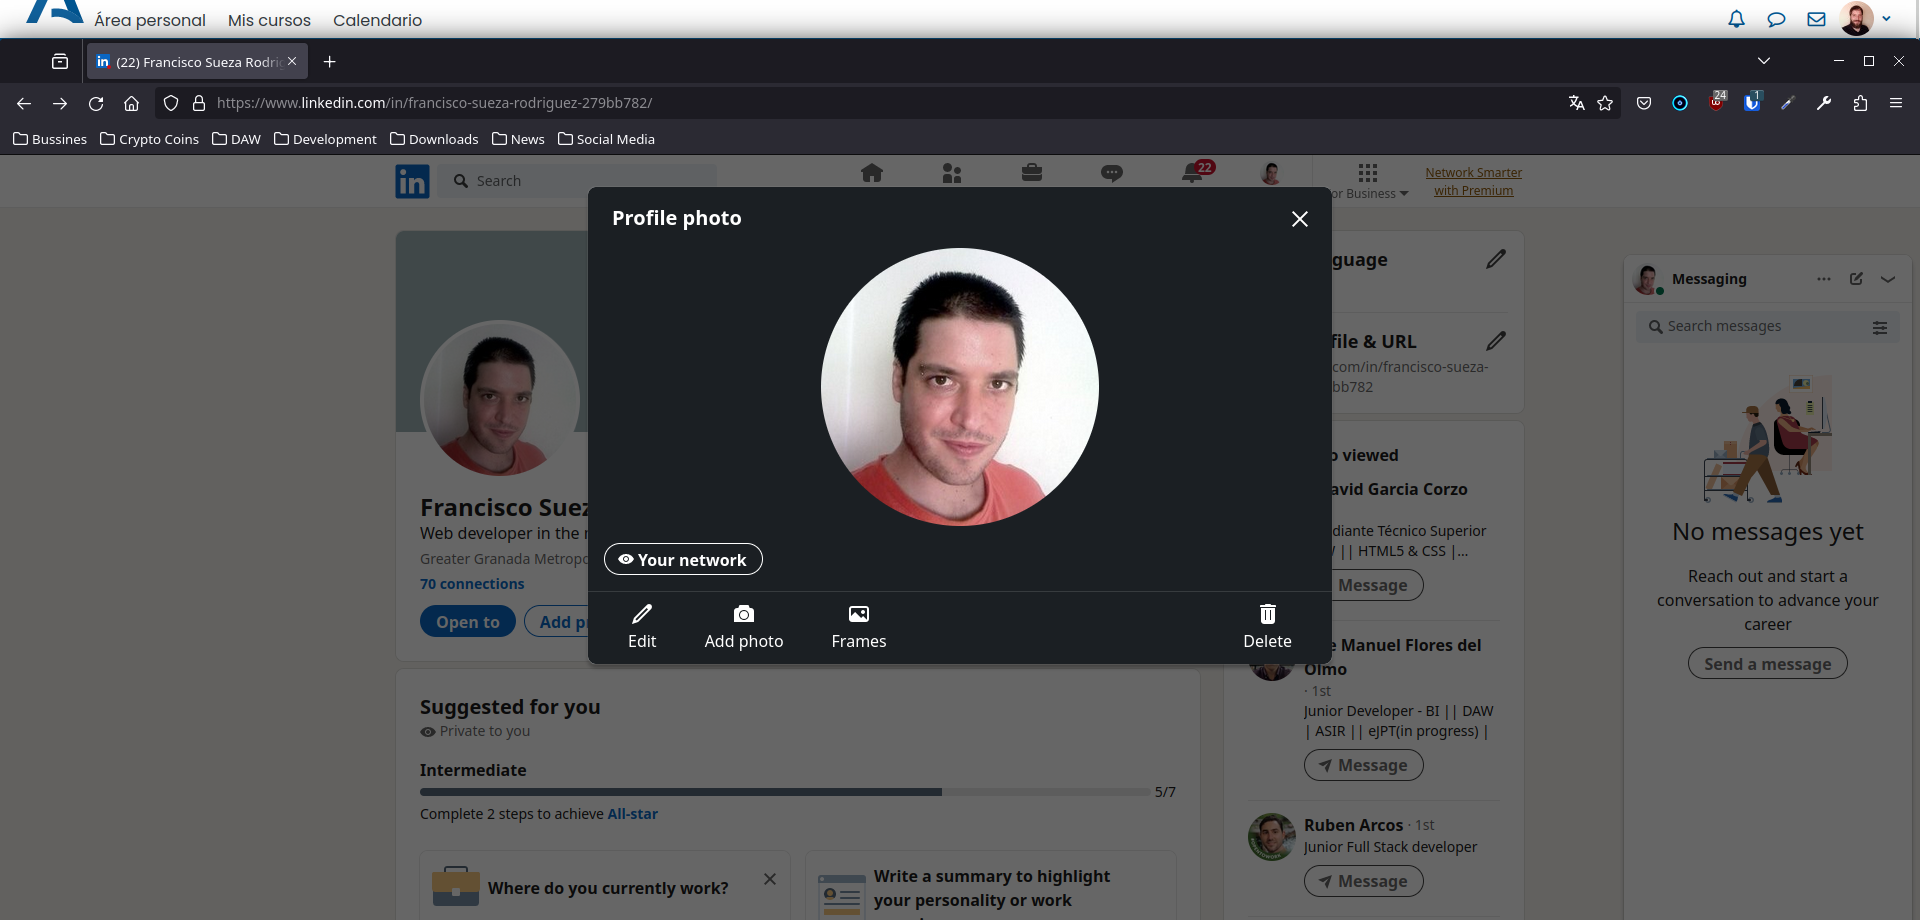 Área personal Mis cursos Calendario
(22) Francisco Sueza Rodri
https://www.linkedin.com/in/francisco-sueza-rodriguez-279bb782/
24
1
Bussines Crypto Coins DAW Development Downloads News Social Media
in Search
22
or Business
Network Smarter
with Premium
Profile photo
Your network
Edit Add photo Frames Delete
Francisco Suez
Web developer in the
Greater Granada Metropo
70 connections
Open to Add p
Suggested for you
Private to you
Intermediate
5/7
Complete 2 steps to achieve All-star
Where do you currently work?
Write a summary to highlight
your personality or work
guage
file & URL
com/in/francisco-sueza-
bb782
o viewed
avid Garcia Corzo
diante Técnico Superior
/ || HTML5 & CSS |...
Message
e Manuel Flores del
Olmo
· 1st
Junior Developer - BI || DAW
| ASIR || eJPT(in progress) |
Message
Ruben Arcos · 1st
Junior Full Stack developer
Message
Messaging
Search messages
No messages yet
Reach out and start a
conversation to advance your
career
Send a message